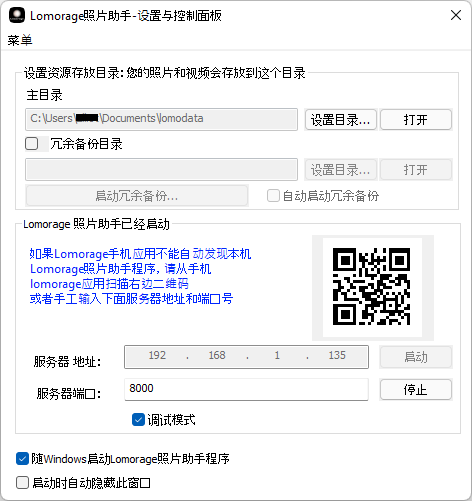 Lomorage照片助手-设置与控制面板
菜单
设置资源存放目录: 您的照片和视频会存放到这个目录
主目录
C:\Users\ \Documents\lomodata 设置目录... 打开
冗余备份目录
设置目录... 打开
启动冗余备份... 自动启动冗余备份
Lomorage 照片助手已经启动
如果Lomorage手机应用不能自动发现本机
Lomorage照片助手程序, 请从手机
lomorage应用扫描右边二维码
或者手工输入下面服务器地址和端口号
服务器 地址: 192 . 168 . 1 . 135 启动
服务器端口: 8000 停止
调试模式
随Windows启动Lomorage照片助手程序
启动时自动隐藏此窗口